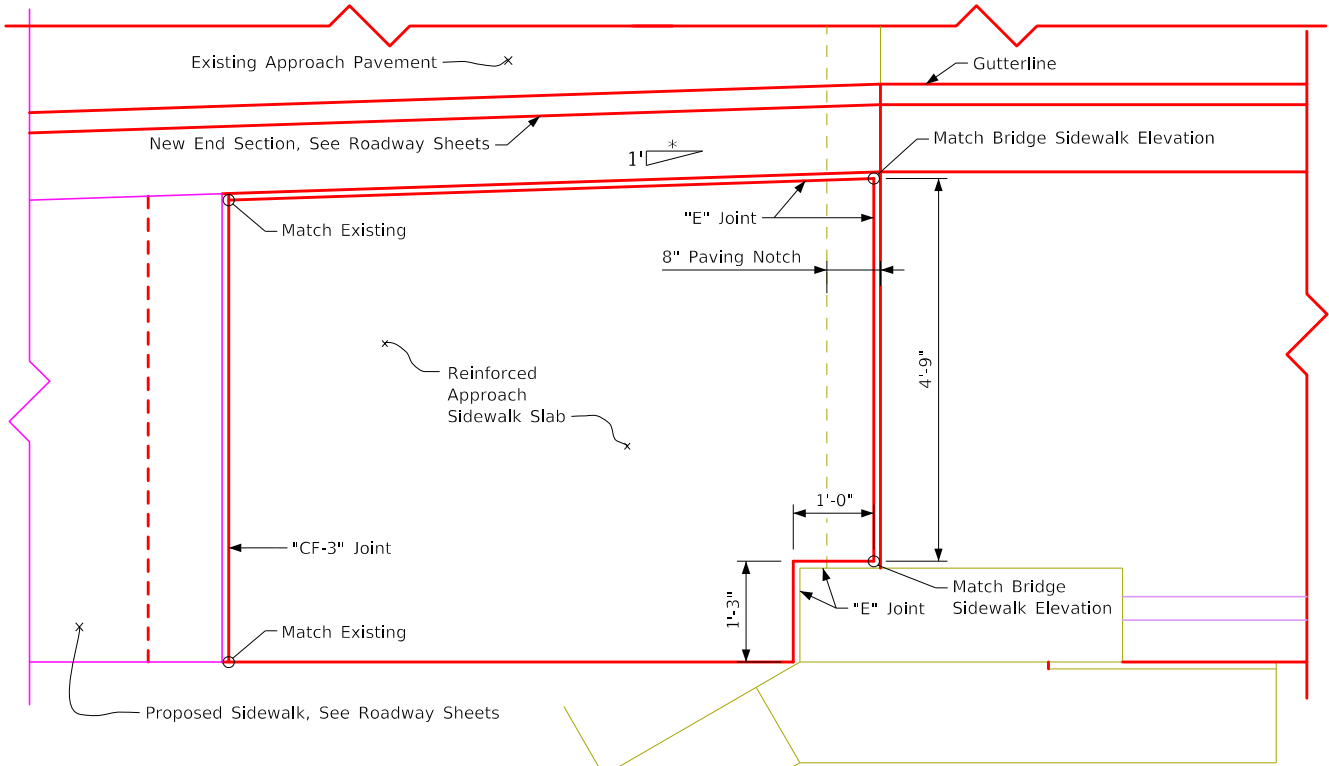 Existing Approach Pavement
Gutterline
New End Section, See Roadway Sheets
1'
*
Match Bridge Sidewalk Elevation
Match Existing
"E" Joint
8" Paving Notch
Reinforced
Approach
Sidewalk Slab
4'-9"
1'-0"
"CF-3" Joint
1'-3"
"E" Joint
Match Bridge
Sidewalk Elevation
Match Existing
Proposed Sidewalk, See Roadway Sheets